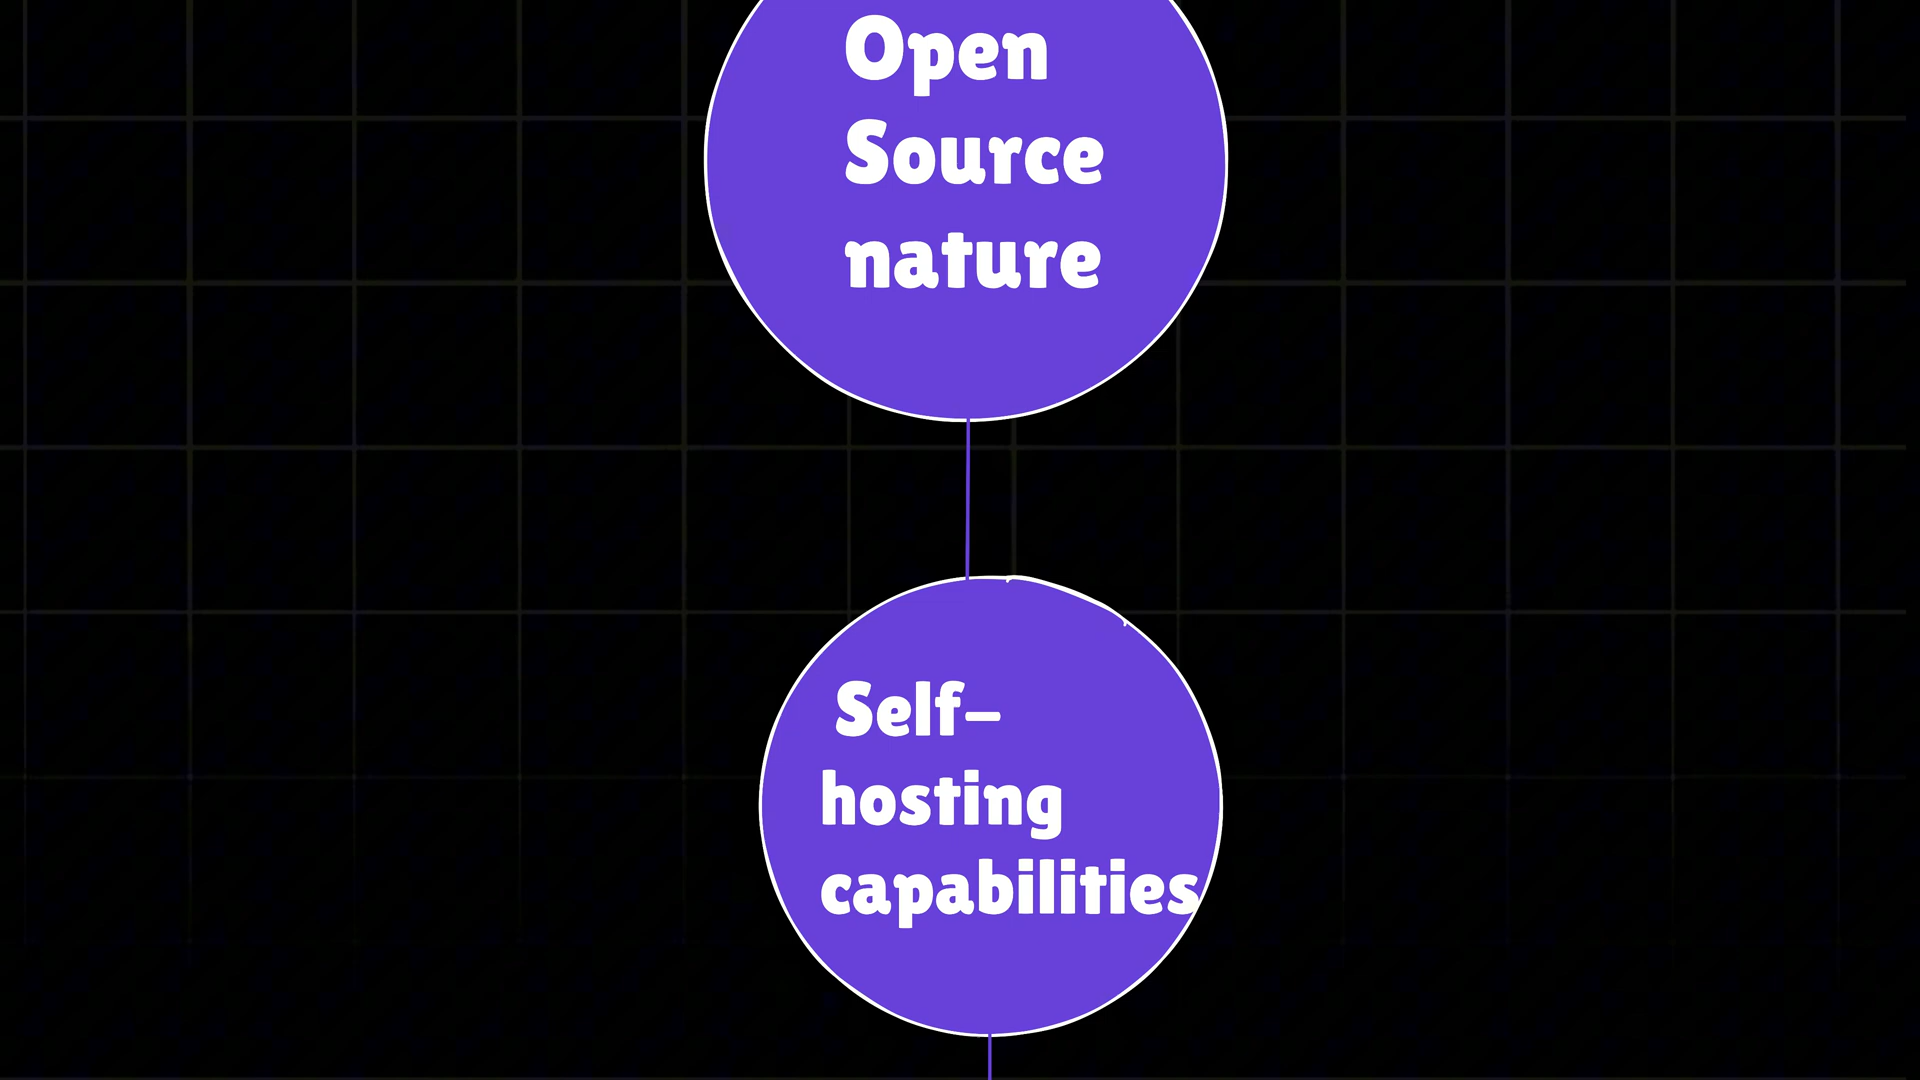 Open
Source
nature
Self-
hosting
capabilities